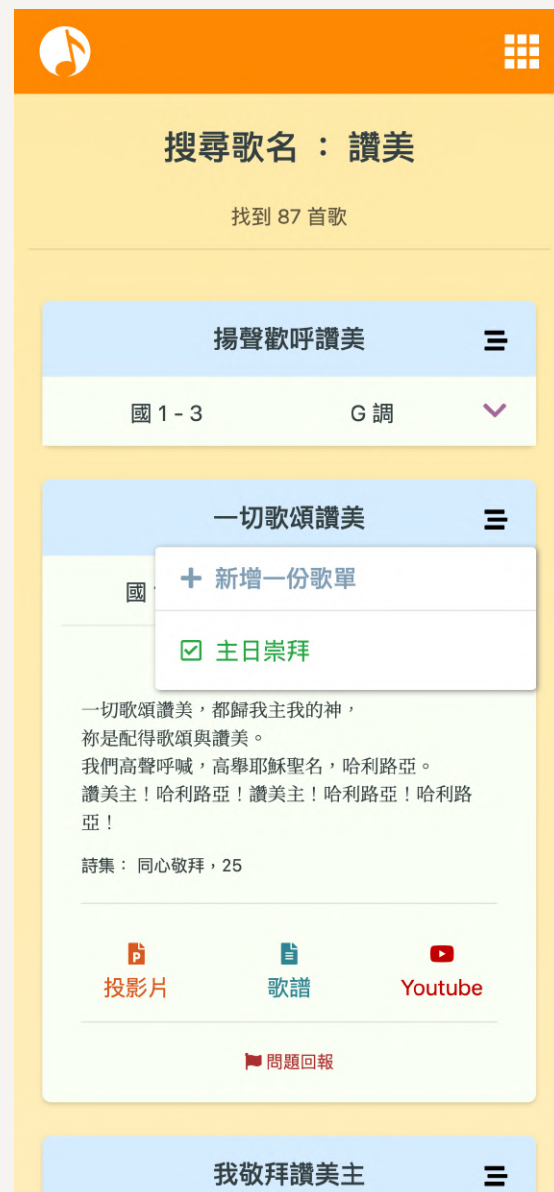 搜尋歌名 ： 讚美
找到 87 首歌
揚聲歡呼讚美
國 1 - 3 G 調
一切歌頌讚美
國
新增一份歌單
主日崇拜
一切歌頌讚美，都歸我主我的神，
祢是配得歌頌與讚美。
我們高聲呼喊，高舉耶穌聖名，哈利路亞。
讚美主！哈利路亞！讚美主！哈利路亞！哈利路
亞！
詩集： 同心敬拜，25
投影片 歌譜 Youtube
問題回報
我敬拜讚美主